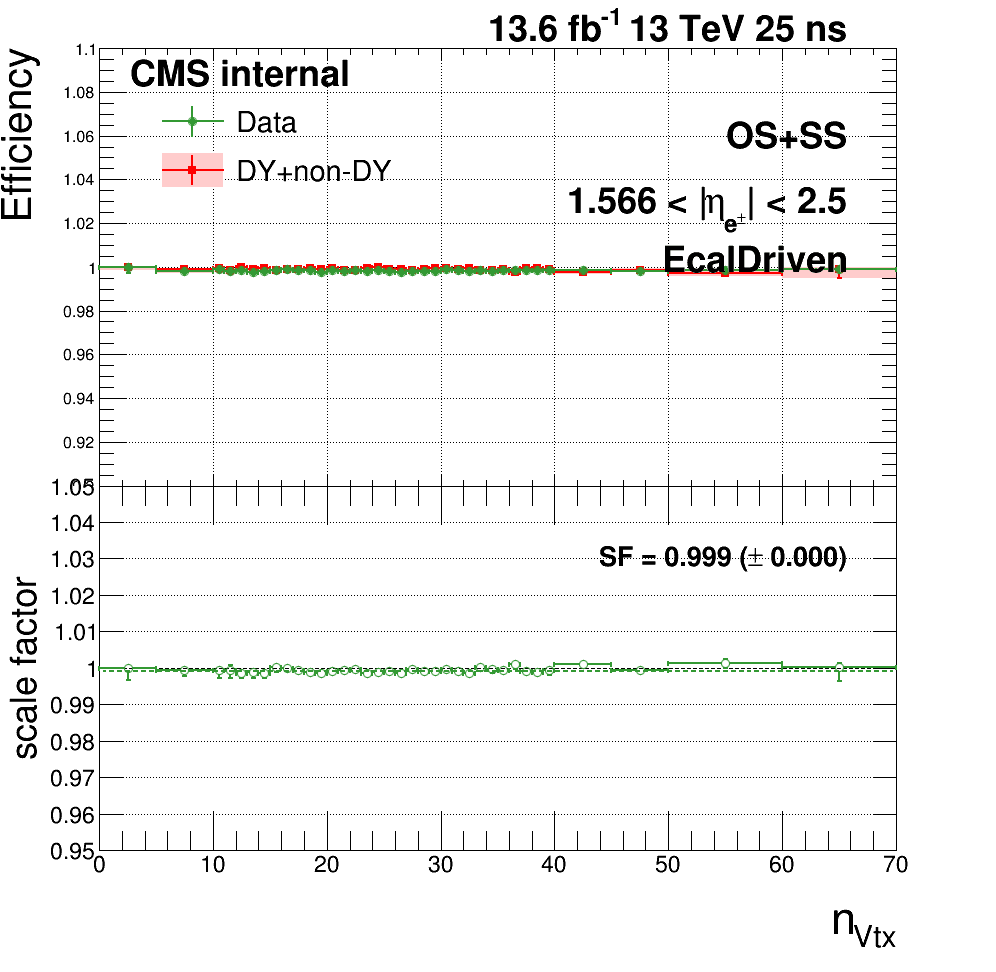 13.6 fb⁻¹ 13 TeV 25 ns
Efficiency
1.1
1.08
1.06
1.04
1.02
1
0.98
0.96
0.94
0.92
CMS internal
Data
DY+non-DY
OS+SS
1.566 < |η_e±| < 2.5
EcalDriven
scale factor
1.05
1.04
1.03
1.02
1.01
1
0.99
0.98
0.97
0.96
0.95
SF = 0.999 (± 0.000)
0 10 20 30 40 50 60 70
n_Vtx